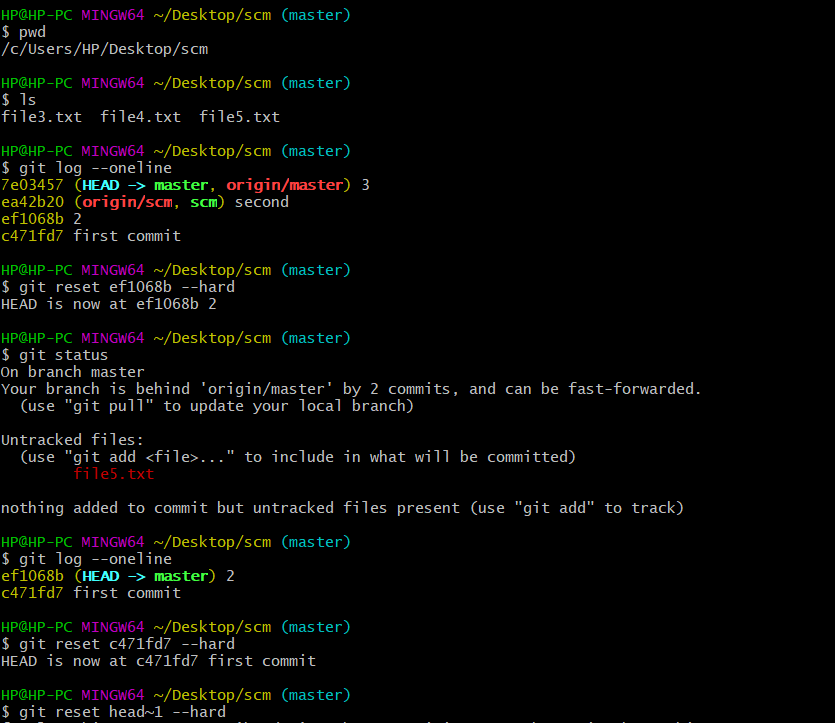 HP@HP-PC MINGW64 ~/Desktop/scm (master)
$ pwd
/c/Users/HP/Desktop/scm
HP@HP-PC MINGW64 ~/Desktop/scm (master)
$ ls
file3.txt  file4.txt  file5.txt
HP@HP-PC MINGW64 ~/Desktop/scm (master)
$ git log --oneline
7e03457 (HEAD -> master, origin/master) 3
ea42b20 (origin/scm, scm) second
ef1068b 2
c471fd7 first commit
HP@HP-PC MINGW64 ~/Desktop/scm (master)
$ git reset ef1068b --hard
HEAD is now at ef1068b 2
HP@HP-PC MINGW64 ~/Desktop/scm (master)
$ git status
On branch master
Your branch is behind 'origin/master' by 2 commits, and can be fast-forwarded.
  (use "git pull" to update your local branch)
Untracked files:
  (use "git add <file>..." to include in what will be committed)
        file5.txt
nothing added to commit but untracked files present (use "git add" to track)
HP@HP-PC MINGW64 ~/Desktop/scm (master)
$ git log --oneline
ef1068b (HEAD -> master) 2
c471fd7 first commit
HP@HP-PC MINGW64 ~/Desktop/scm (master)
$ git reset c471fd7 --hard
HEAD is now at c471fd7 first commit
HP@HP-PC MINGW64 ~/Desktop/scm (master)
$ git reset head~1 --hard